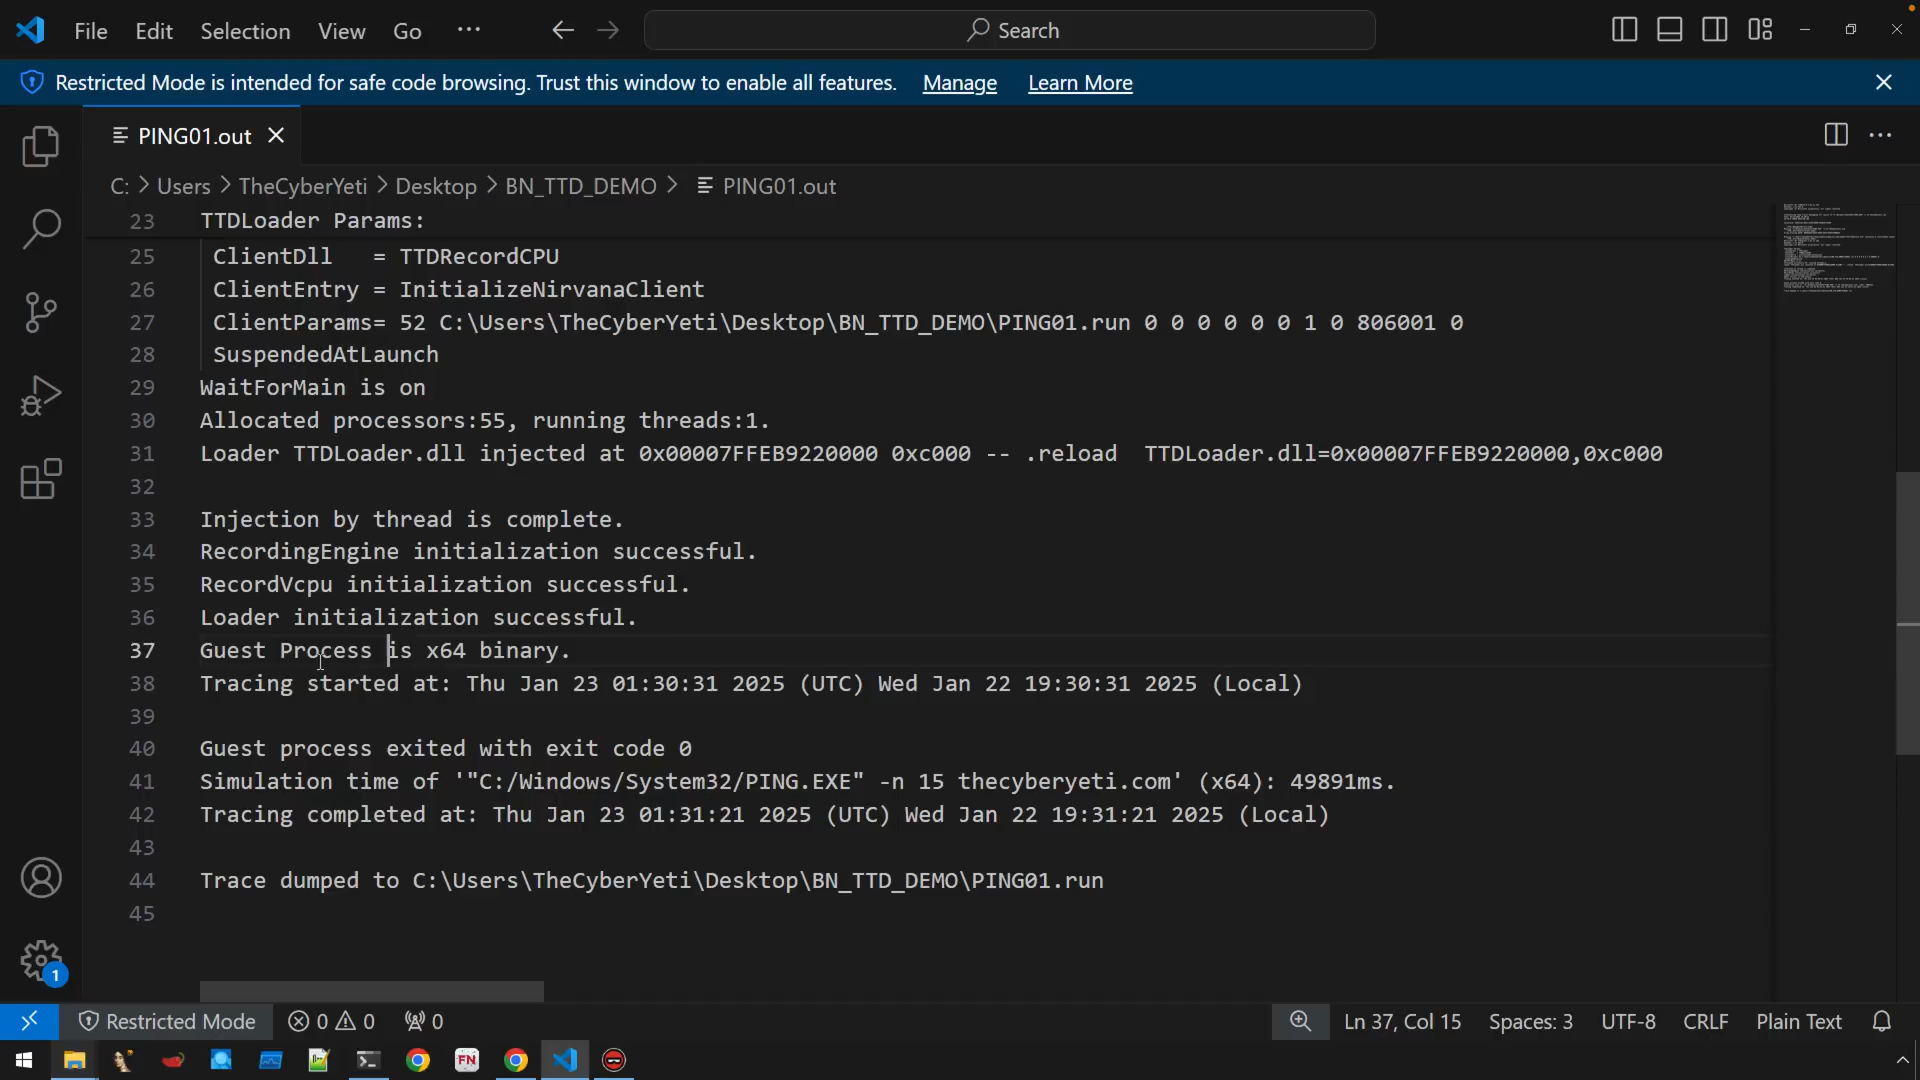 File Edit Selection View Go ··· Search
Restricted Mode is intended for safe code browsing. Trust this window to enable all features. Manage Learn More
PING01.out
C: > Users > TheCyberYeti > Desktop > BN_TTD_DEMO > PING01.out
23 TTDLoader Params:
25 ClientDll   = TTDRecordCPU
26 ClientEntry = InitializeNirvanaClient
27 ClientParams= 52 C:\Users\TheCyberYeti\Desktop\BN_TTD_DEMO\PING01.run 0 0 0 0 0 0 1 0 806001 0
28 SuspendedAtLaunch
29 WaitForMain is on
30 Allocated processors:55, running threads:1.
31 Loader TTDLoader.dll injected at 0x00007FFEB9220000 0xc000 -- .reload  TTDLoader.dll=0x00007FFEB9220000,0xc000
32
33 Injection by thread is complete.
34 RecordingEngine initialization successful.
35 RecordVcpu initialization successful.
36 Loader initialization successful.
37 Guest Process is x64 binary.
38 Tracing started at: Thu Jan 23 01:30:31 2025 (UTC) Wed Jan 22 19:30:31 2025 (Local)
39
40 Guest process exited with exit code 0
41 Simulation time of '"C:/Windows/System32/PING.EXE" -n 15 thecyberyeti.com' (x64): 49891ms.
42 Tracing completed at: Thu Jan 23 01:31:21 2025 (UTC) Wed Jan 22 19:31:21 2025 (Local)
43
44 Trace dumped to C:\Users\TheCyberYeti\Desktop\BN_TTD_DEMO\PING01.run
45
1
Restricted Mode 0 0 0 Ln 37, Col 15 Spaces: 3 UTF-8 CRLF Plain Text
FN